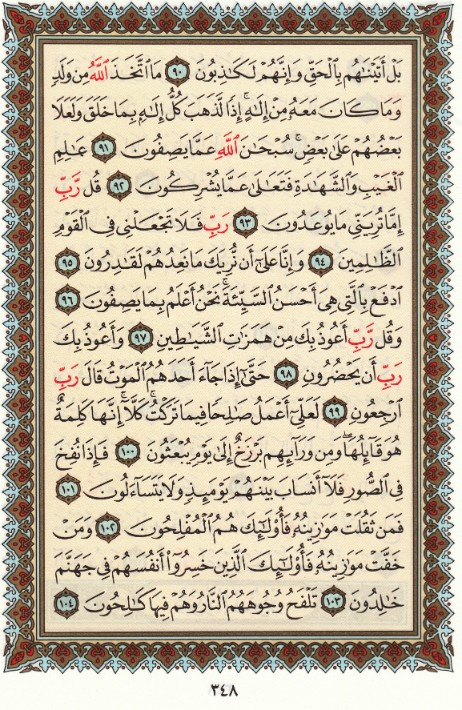 بَلْ أَتَيْنَٰهُم بِٱلْحَقِّ وَإِنَّهُمْ لَكَٰذِبُونَ ٩٠ مَا ٱتَّخَذَ ٱللَّهُ مِن وَلَدٍ
وَمَا كَانَ مَعَهُۥ مِنْ إِلَٰهٍ ۚ إِذًا لَّذَهَبَ كُلُّ إِلَٰهٍۭ بِمَا خَلَقَ وَلَعَلَا
بَعْضُهُمْ عَلَىٰ بَعْضٍ ۚ سُبْحَٰنَ ٱللَّهِ عَمَّا يَصِفُونَ ٩١ عَٰلِمِ
ٱلْغَيْبِ وَٱلشَّهَٰدَةِ فَتَعَٰلَىٰ عَمَّا يُشْرِكُونَ ٩٢ قُل رَّبِّ
إِمَّا تُرِيَنِّى مَا يُوعَدُونَ ٩٣ رَبِّ فَلَا تَجْعَلْنِى فِى ٱلْقَوْمِ
ٱلظَّٰلِمِينَ ٩٤ وَإِنَّا عَلَىٰٓ أَن نُّرِيَكَ مَا نَعِدُهُمْ لَقَٰدِرُونَ ٩٥
ٱدْفَعْ بِٱلَّتِى هِىَ أَحْسَنُ ٱلسَّيِّئَةَ ۚ نَحْنُ أَعْلَمُ بِمَا يَصِفُونَ ٩٦
وَقُل رَّبِّ أَعُوذُ بِكَ مِنْ هَمَزَٰتِ ٱلشَّيَٰطِينِ ٩٧ وَأَعُوذُ بِكَ
رَبِّ أَن يَحْضُرُونِ ٩٨ حَتَّىٰٓ إِذَا جَآءَ أَحَدَهُمُ ٱلْمَوْتُ قَالَ رَبِّ
ٱرْجِعُونِ ٩٩ لَعَلِّىٓ أَعْمَلُ صَٰلِحًا فِيمَا تَرَكْتُ ۚ كَلَّآ ۚ إِنَّهَا كَلِمَةٌ
هُوَ قَآئِلُهَا ۖ وَمِن وَرَآئِهِم بَرْزَخٌ إِلَىٰ يَوْمِ يُبْعَثُونَ ١٠٠ فَإِذَا نُفِخَ
فِى ٱلصُّورِ فَلَآ أَنسَابَ بَيْنَهُمْ يَوْمَئِذٍ وَلَا يَتَسَآءَلُونَ ١٠١
فَمَن ثَقُلَتْ مَوَٰزِينُهُۥ فَأُو۟لَٰٓئِكَ هُمُ ٱلْمُفْلِحُونَ ١٠٢ وَمَنْ
خَفَّتْ مَوَٰزِينُهُۥ فَأُو۟لَٰٓئِكَ ٱلَّذِينَ خَسِرُوٓا۟ أَنفُسَهُمْ فِى جَهَنَّمَ
خَٰلِدُونَ ١٠٣ تَلْفَحُ وُجُوهَهُمُ ٱلنَّارُ وَهُمْ فِيهَا كَٰلِحُونَ ١٠٤
٣٤٨